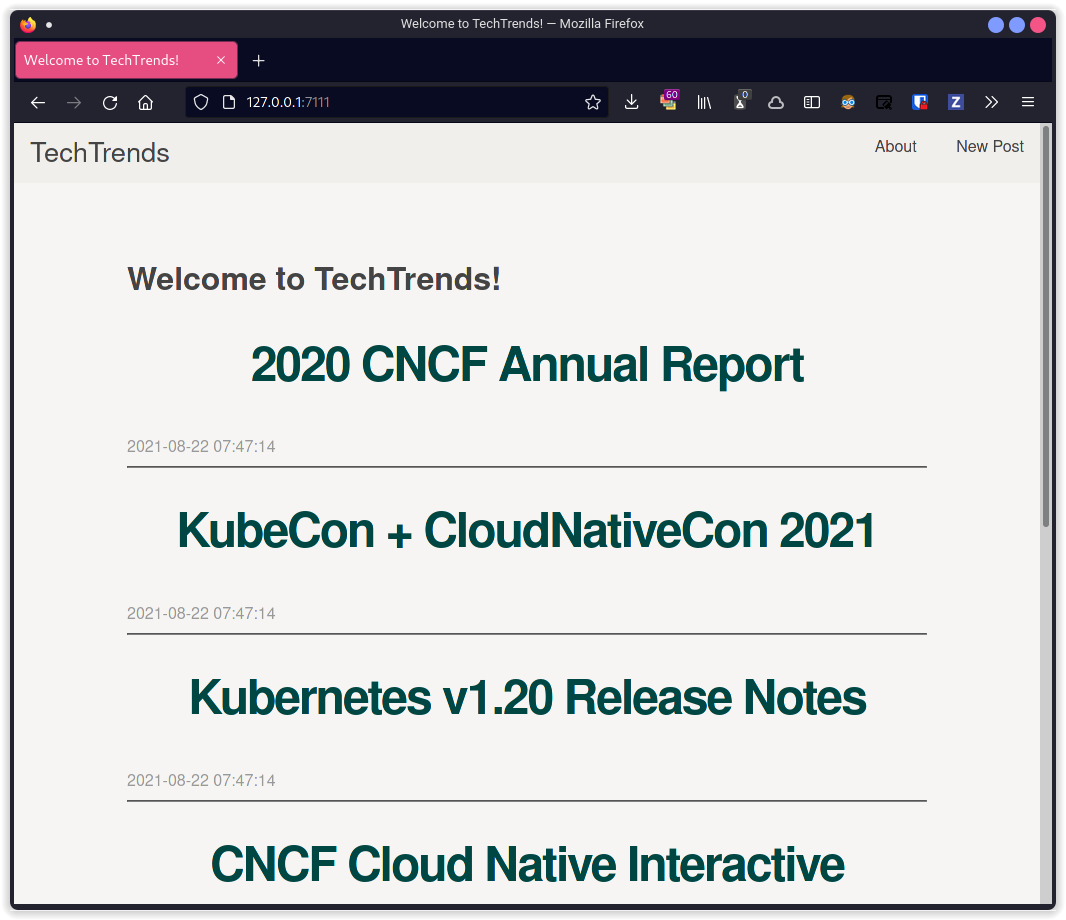 Welcome to TechTrends! — Mozilla Firefox
Welcome to TechTrends!
127.0.0.1:7111
60
0
Z
TechTrends
About
New Post
Welcome to TechTrends!
2020 CNCF Annual Report
2021-08-22 07:47:14
KubeCon + CloudNativeCon 2021
2021-08-22 07:47:14
Kubernetes v1.20 Release Notes
2021-08-22 07:47:14
CNCF Cloud Native Interactive